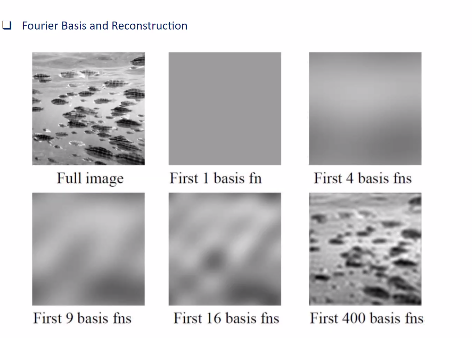 Fourier Basis and Reconstruction
Full image
First 1 basis fn
First 4 basis fns
First 9 basis fns
First 16 basis fns
First 400 basis fns